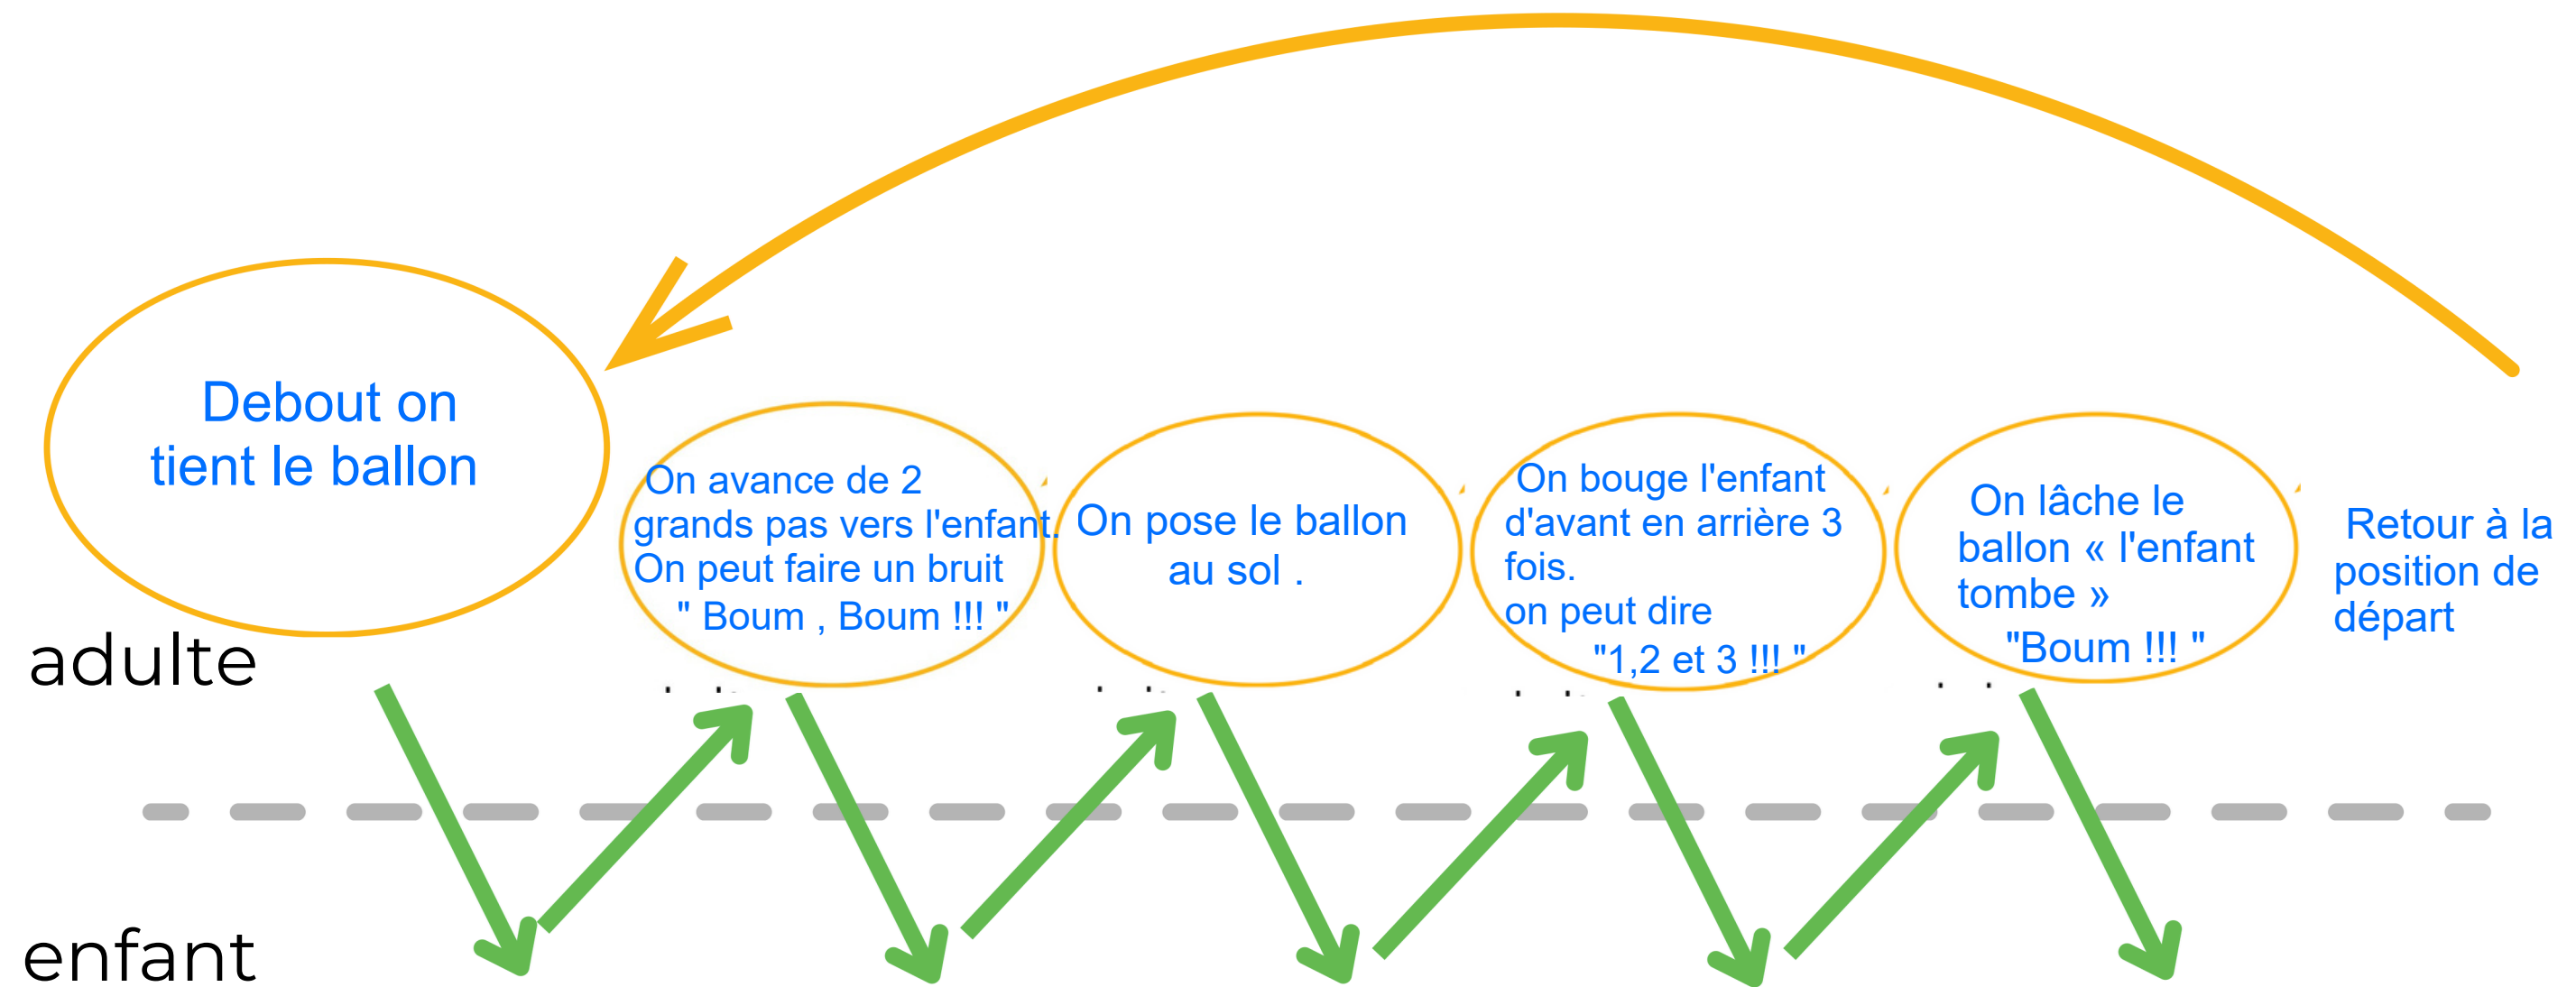 Debout on
tient le ballon
On avance de 2
grands pas vers l'enfant.
On peut faire un bruit
" Boum , Boum !!! "
On pose le ballon
au sol .
On bouge l'enfant
d'avant en arrière 3
fois.
on peut dire
"1,2 et 3 !!! "
On lâche le
ballon « l'enfant
tombe »
"Boum !!! "
Retour à la
position de
départ
adulte
enfant